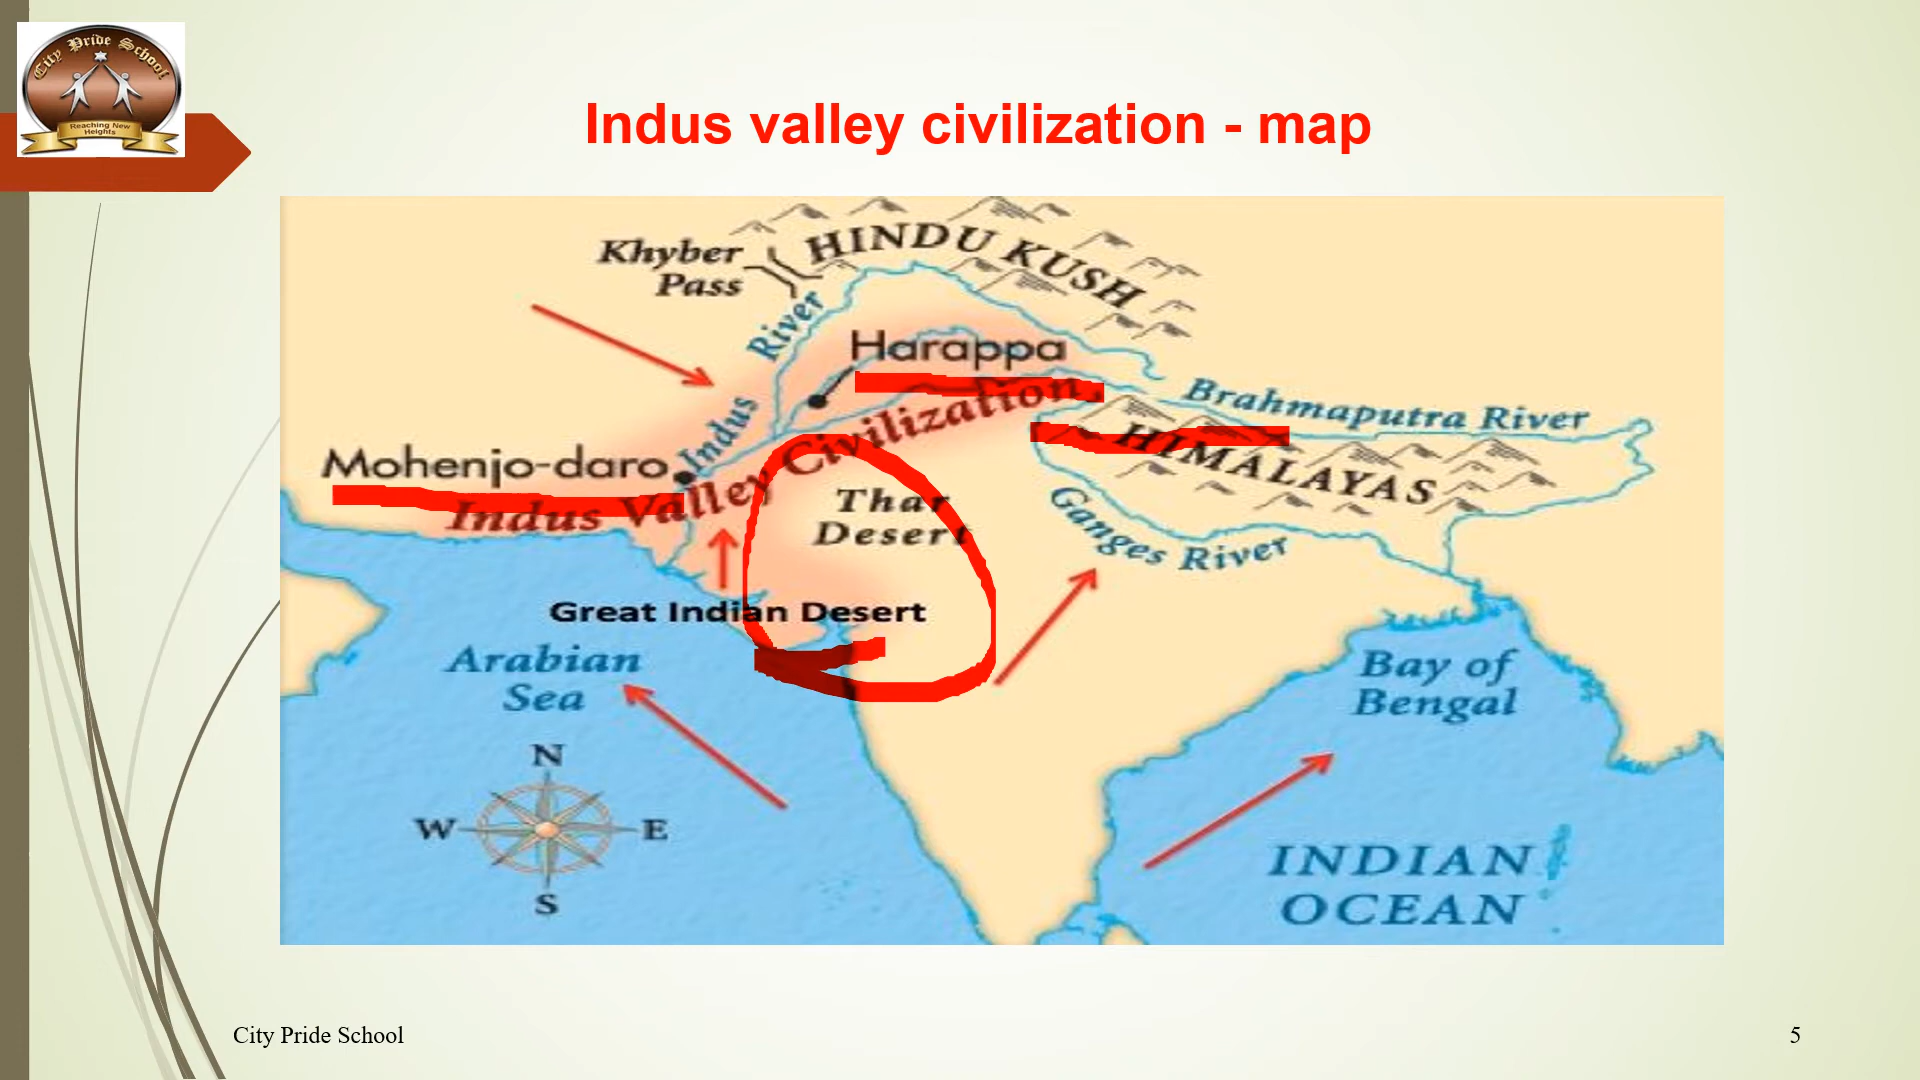 City Pride School
Reaching New
Heights
Indus valley civilization - map
Khyber
Pass
HINDU KUSH
Indus River
Harappa
Brahmaputra River
HIMALAYAS
Mohenjo-daro
Indus Valley Civilization
Thar
Desert
Ganges River
Great Indian Desert
Arabian
Sea
Bay of
Bengal
N
W
E
S
INDIAN
OCEAN
City Pride School
5